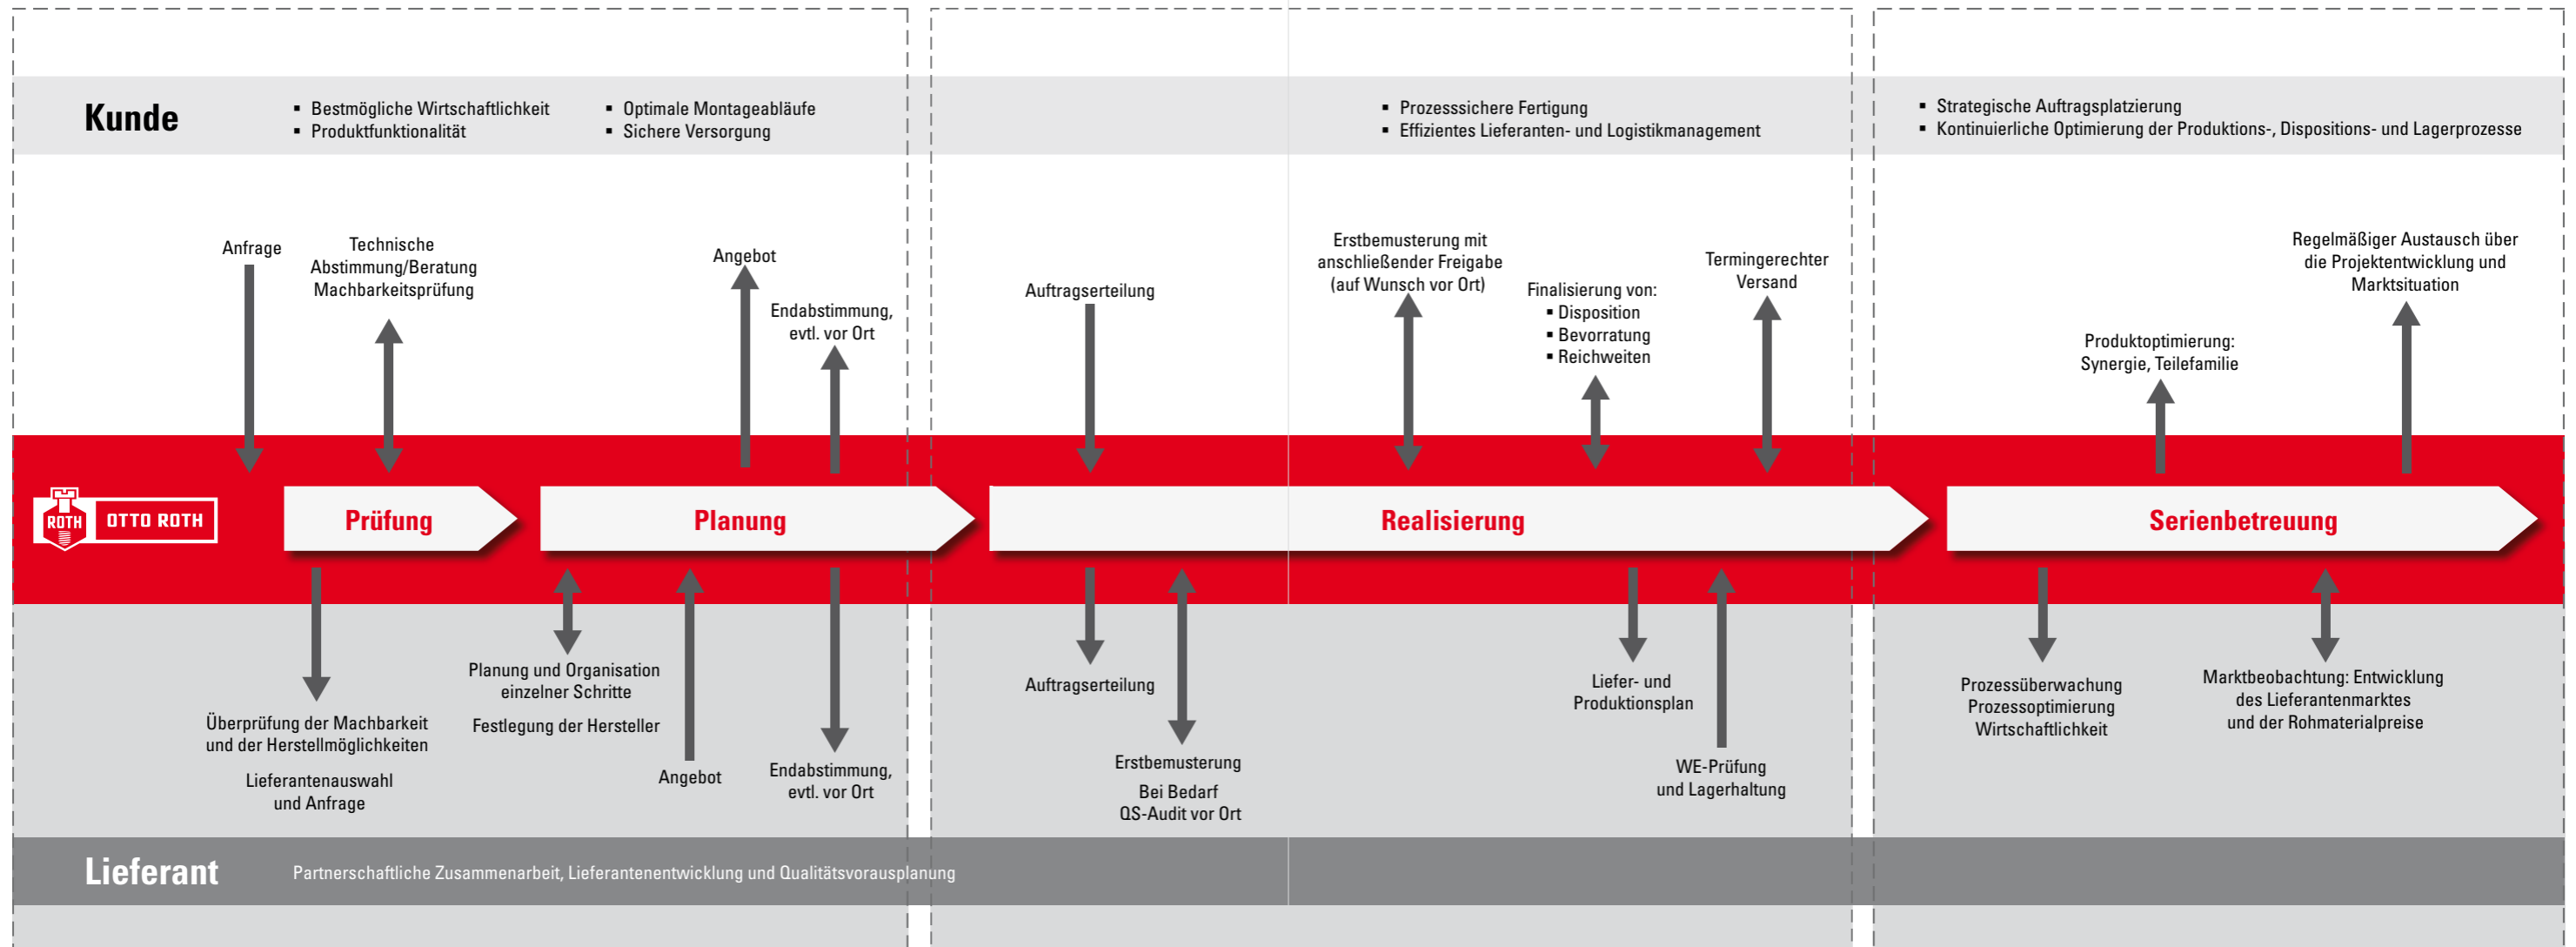 Kunde
▪ Bestmögliche Wirtschaftlichkeit
▪ Produktfunktionalität
▪ Optimale Montageabläufe
▪ Sichere Versorgung
▪ Prozesssichere Fertigung
▪ Effizientes Lieferanten- und Logistikmanagement
▪ Strategische Auftragsplatzierung
▪ Kontinuierliche Optimierung der Produktions-, Dispositions- und Lagerprozesse
Anfrage
Technische
Abstimmung/Beratung
Machbarkeitsprüfung
Angebot
Endabstimmung,
evtl. vor Ort
Auftragserteilung
Erstbemusterung mit
anschließender Freigabe
(auf Wunsch vor Ort)
Finalisierung von:
▪ Disposition
▪ Bevorratung
▪ Reichweiten
Termingerechter
Versand
Produktoptimierung:
Synergie, Teilefamilie
Regelmäßiger Austausch über
die Projektentwicklung und
Marktsituation
ROTH
OTTO ROTH
Prüfung
Planung
Realisierung
Serienbetreuung
Überprüfung der Machbarkeit
und der Herstellmöglichkeiten
Lieferantenauswahl
und Anfrage
Planung und Organisation
einzelner Schritte
Festlegung der Hersteller
Angebot
Endabstimmung,
evtl. vor Ort
Auftragserteilung
Erstbemusterung
Bei Bedarf
QS-Audit vor Ort
Liefer- und
Produktionsplan
WE-Prüfung
und Lagerhaltung
Prozessüberwachung
Prozessoptimierung
Wirtschaftlichkeit
Marktbeobachtung: Entwicklung
des Lieferantenmarktes
und der Rohmaterialpreise
Lieferant
Partnerschaftliche Zusammenarbeit, Lieferantenentwicklung und Qualitätsvorausplanung